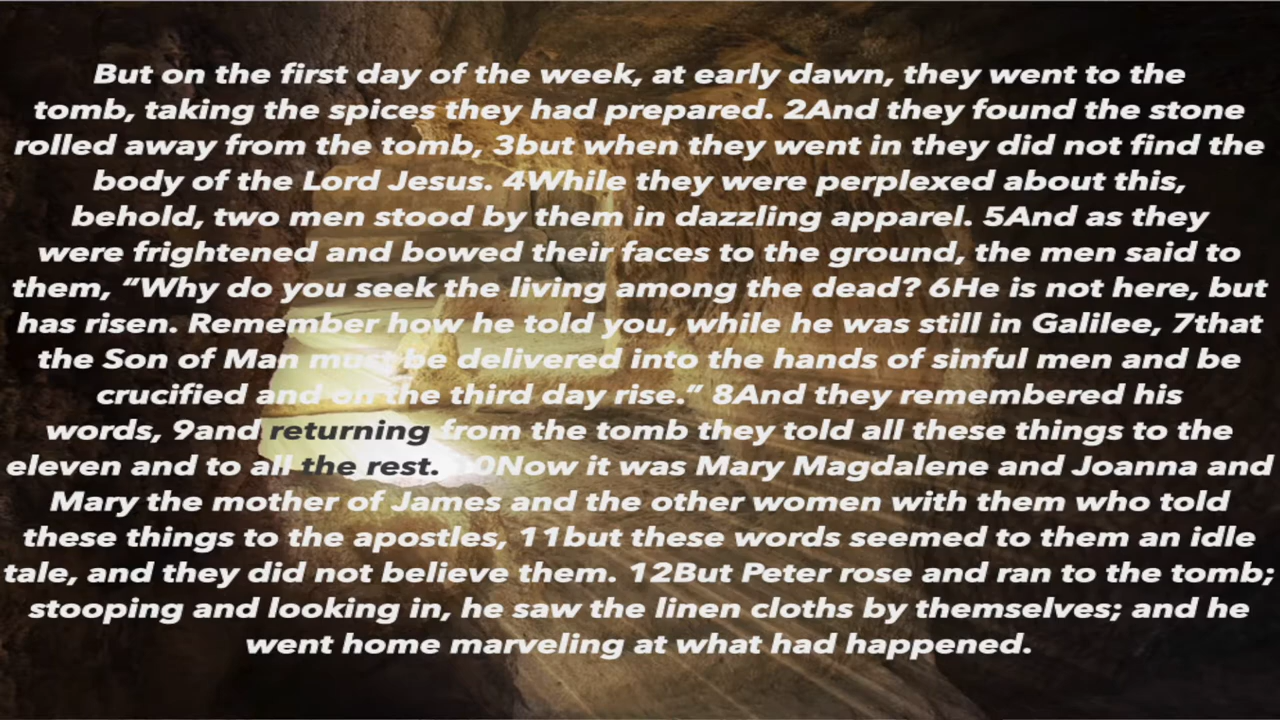 But on the first day of the week, at early dawn, they went to the
tomb, taking the spices they had prepared. 2And they found the stone
rolled away from the tomb, 3but when they went in they did not find the
body of the Lord Jesus. 4While they were perplexed about this,
behold, two men stood by them in dazzling apparel. 5And as they
were frightened and bowed their faces to the ground, the men said to
them, “Why do you seek the living among the dead? 6He is not here, but
has risen. Remember how he told you, while he was still in Galilee, 7that
the Son of Man must be delivered into the hands of sinful men and be
crucified and on the third day rise.” 8And they remembered his
words, 9and returning from the tomb they told all these things to the
eleven and to all the rest. 10Now it was Mary Magdalene and Joanna and
Mary the mother of James and the other women with them who told
these things to the apostles, 11but these words seemed to them an idle
tale, and they did not believe them. 12But Peter rose and ran to the tomb;
stooping and looking in, he saw the linen cloths by themselves; and he
went home marveling at what had happened.